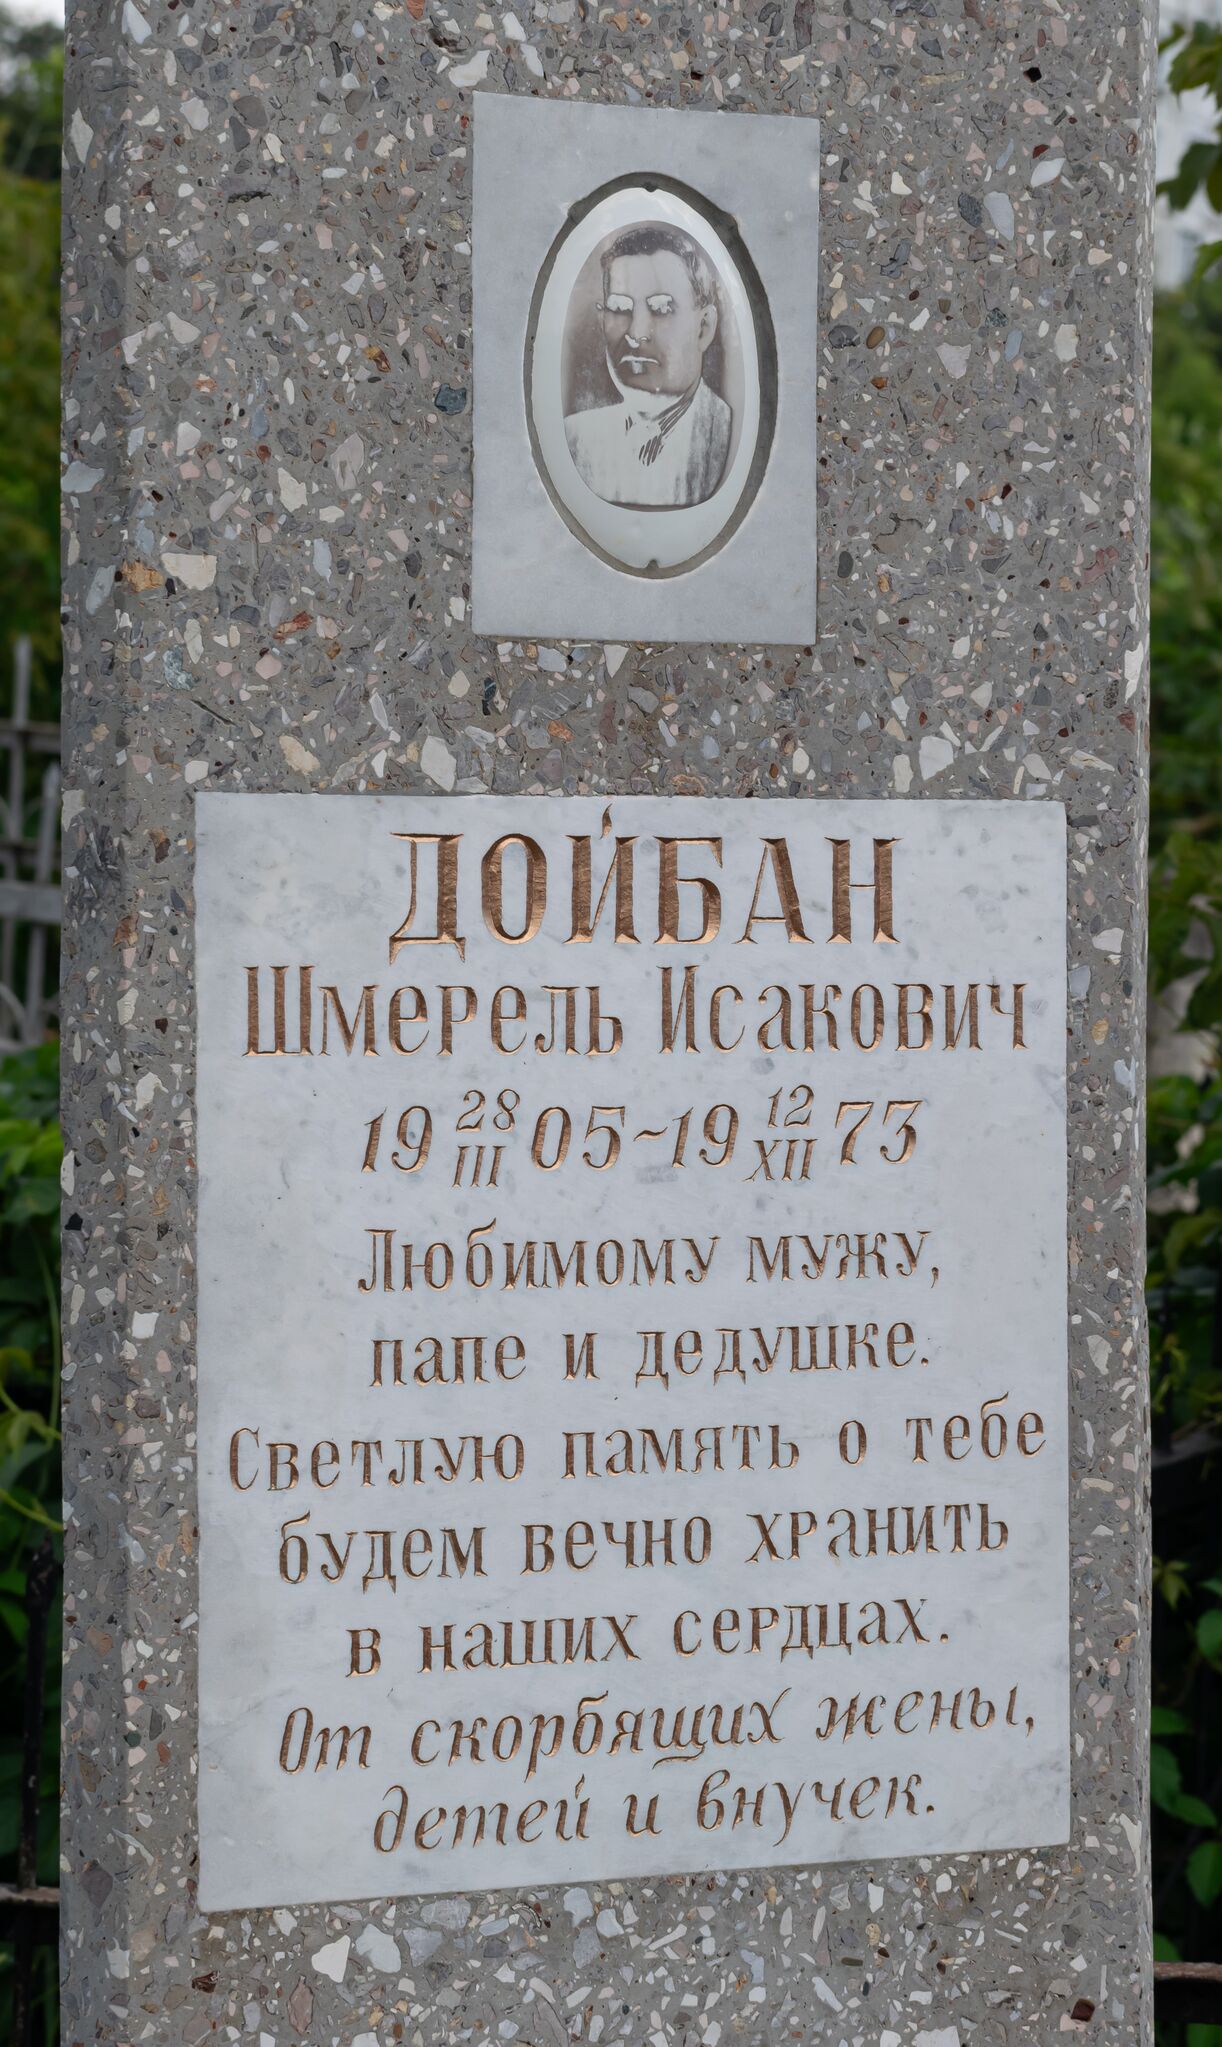 ДОЙБАН
Шмерель Исакович
19 28/III 05~19 12/XII 73
Любимому мужу,
папе и дедушке.
Светлую память о тебе
будем вечно хранить
в наших сердцах.
От скорбящих жены,
детей и внучек.